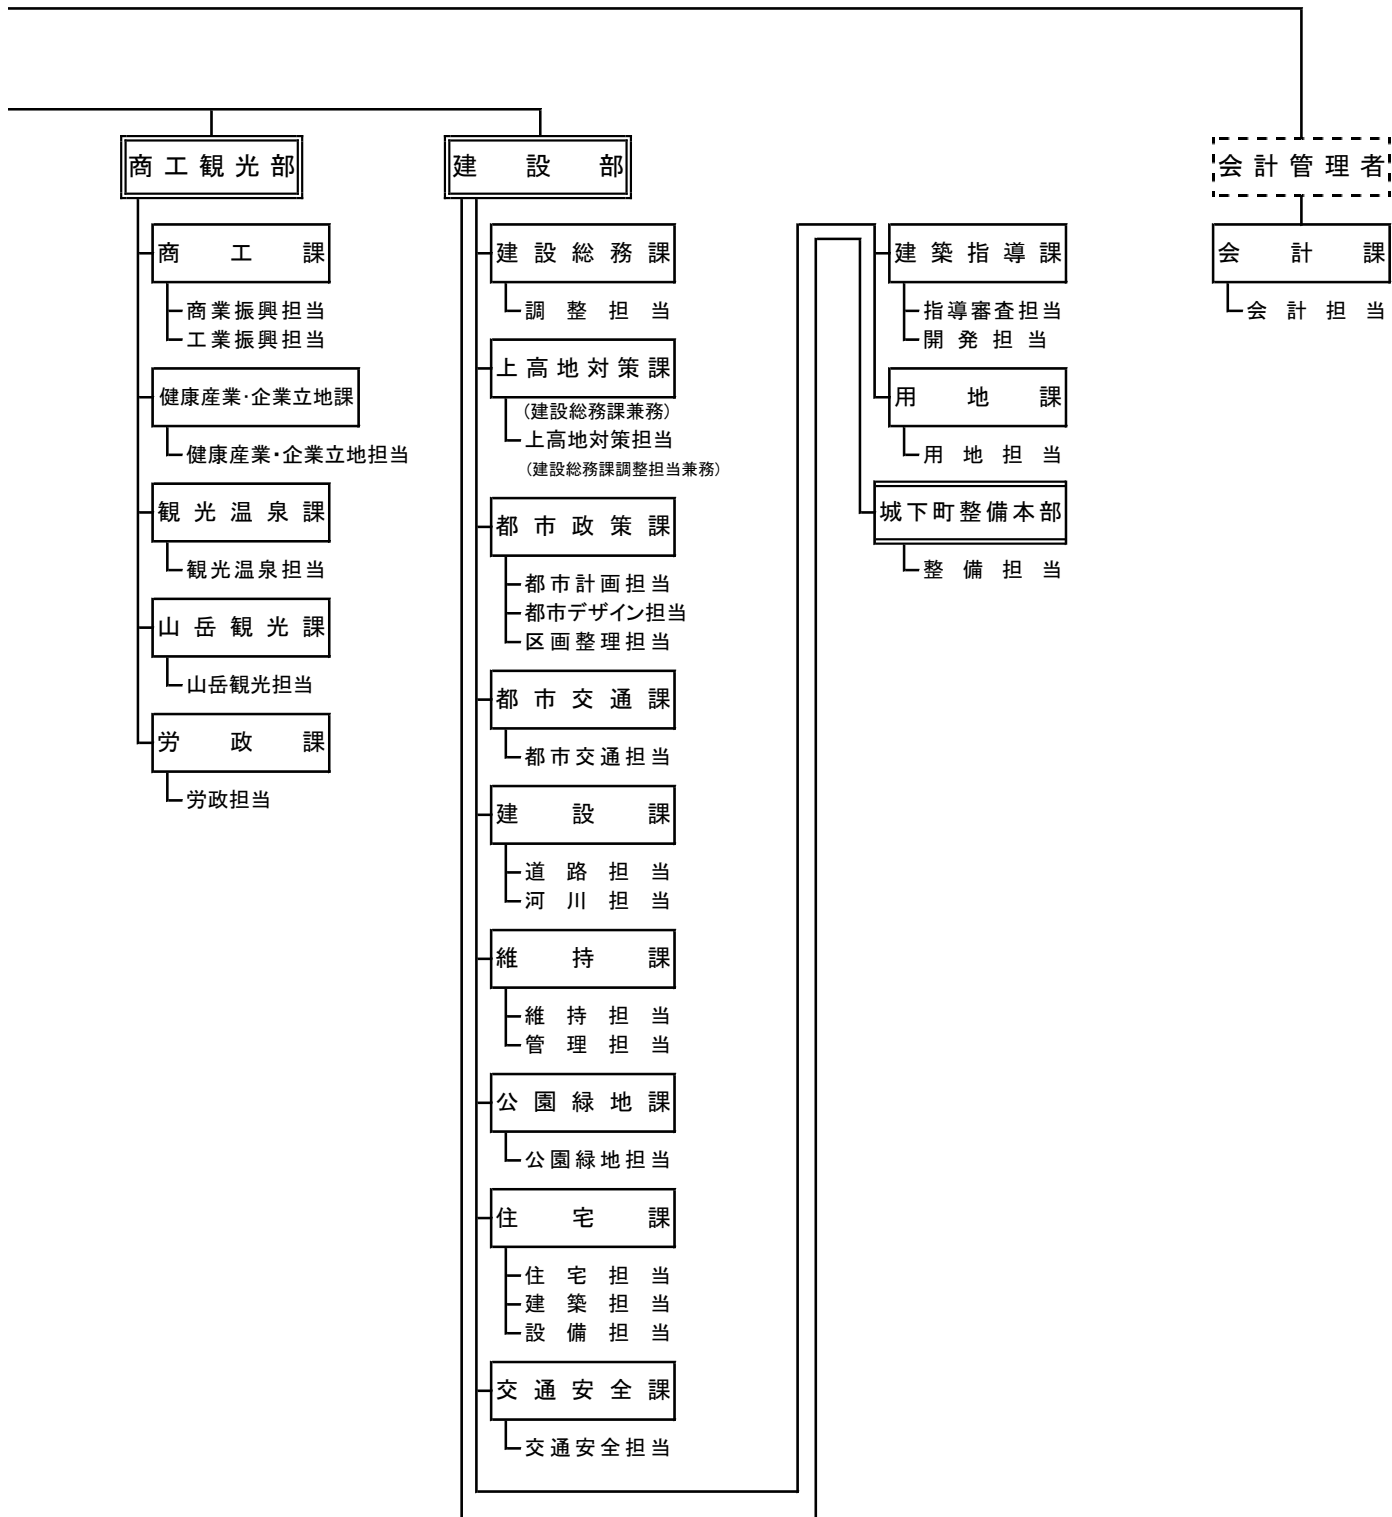 商工観光部
商工課
商業振興担当
工業振興担当
健康産業・企業立地課
健康産業・企業立地担当
観光温泉課
観光温泉担当
山岳観光課
山岳観光担当
労政課
労政担当
建設部
建設総務課
調整担当
上高地対策課
(建設総務課兼務)
上高地対策担当
(建設総務課調整担当兼務)
都市政策課
都市計画担当
都市デザイン担当
区画整理担当
都市交通課
都市交通担当
建設課
道路担当
河川担当
維持課
維持担当
管理担当
公園緑地課
公園緑地担当
住宅課
住宅担当
建築担当
設備担当
交通安全課
交通安全担当
建築指導課
指導審査担当
開発担当
用地課
用地担当
城下町整備本部
整備担当
会計管理者
会計課
会計担当